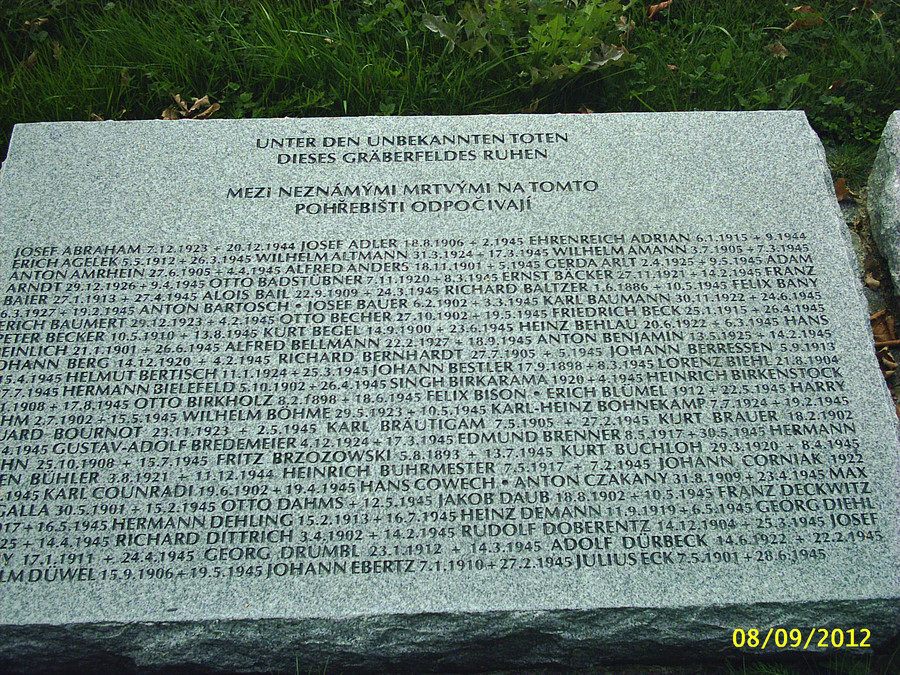 UNTER DEN UNBEKANNTEN TOTEN
DIESES GRÄBERFELDES RUHEN
MEZI NEZNÁMÝMI MRTVÝMI NA TOMTO
POHŘEBIŠTI ODPOČIVAJÍ
JOSEF ABRAHAM 7.12.1923 + 20.12.1944 JOSEF ADLER 18.8.1906 + 2.1945 EHRENREICH ADRIAN 6.1.1915 + 9.1944
ERICH AGELEK 5.5.1912 + 26.3.1945 WILHELM ALTMANN 31.3.1924 + 17.3.1945 WILHELM AMANN 3.7.1905 + 7.3.1945
ANTON AMRHEIN 27.6.1905 + 4.4.1945 ALFRED ANDERS 18.11.1901 + 5.1945 GERDA ARLT 2.4.1925 + 9.5.1945 ADAM
ARNDT 29.12.1926 + 9.4.1945 OTTO BADSTÜBNER 7.11.1920 + 8.3.1945 ERNST BÄCKER 27.11.1921 + 14.2.1945 FRANZ
BAIER 27.1.1913 + 27.4.1945 ALOIS BAIL 22.9.1909 + 24.3.1945 RICHARD BALTZER 1.6.1886 + 10.5.1945 FELIX BANY
6.3.1927 + 19.2.1945 ANTON BARTOSCH • JOSEF BAUER 6.2.1902 + 3.3.1945 KARL BAUMANN 30.11.1922 + 24.6.1945
ERICH BAUMERT 29.12.1923 + 4.2.1945 OTTO BECHER 27.10.1902 + 19.5.1945 FRIEDRICH BECK 25.1.1915 + 26.4.1945
PETER BECKER 10.5.1910 + 13.8.1945 KURT BEGEL 14.9.1900 + 23.6.1945 HEINZ BEHLAU 20.6.1922 + 6.3.1945 HANS
BEINLICH 21.1.1901 + 26.6.1945 ALFRED BELLMANN 22.2.1927 + 18.9.1945 ANTON BENJAMIN 13.5.1925 + 14.2.1945
JOHANN BERG 14.12.1920 + 4.2.1945 RICHARD BERNHARDT 27.7.1905 + 5.1945 JOHANN BERRESSEN 5.9.1913
15.4.1945 HELMUT BERTISCH 11.1.1924 + 25.3.1945 JOHANN BESTLER 17.9.1898 + 8.3.1945 LORENZ BIEHL 21.8.1904
7.7.1945 HERMANN BIELEFELD 5.10.1902 + 26.4.1945 SINGH BIRKARAMA 1920 + 4.1945 HEINRICH BIRKENSTOCK
1908 + 17.8.1945 OTTO BIRKHOLZ 8.2.1898 + 18.6.1945 FELIX BISON • ERICH BLÜMEL 1912 + 22.5.1945 HARRY
HM 2.7.1902 + 15.5.1945 WILHELM BÖHME 29.5.1923 + 10.5.1945 KARL-HEINZ BOHNEKAMP 7.7.1924 + 19.2.1945
UARD BOURNOT 23.11.1923 + 2.5.1945 KARL BRÄUTIGAM 7.5.1905 + 27.2.1945 KURT BRAUER 18.2.1902
4.1945 GUSTAV-ADOLF BREDEMEIER 4.12.1924 + 17.3.1945 EDMUND BRENNER 8.5.1917 + 30.5.1945 HERMANN
HN 25.10.1908 + 15.7.1945 FRITZ BRZOZOWSKI 5.8.1893 + 13.7.1945 KURT BUCHLOH 29.3.1920 + 8.4.1945
EN BÜHLER 3.8.1921 + 11.12.1944 HEINRICH BUHRMESTER 7.5.1917 + 7.2.1945 JOHANN CORNIAK 1922
1945 KARL COUNRADI 19.6.1902 + 19.4.1945 HANS COWECH • ANTON CZAKANY 31.8.1909 + 23.4.1945 MAX
GALLA 30.5.1901 + 15.2.1945 OTTO DAHMS + 12.5.1945 JAKOB DAUB 18.8.1902 + 10.5.1945 FRANZ DECKWITZ
1917 + 16.5.1945 HERMANN DEHLING 15.2.1913 + 16.7.1945 HEINZ DEMANN 11.9.1919 + 6.5.1945 GEORG DIEHL
25 + 14.4.1945 RICHARD DITTRICH 3.4.1902 + 14.2.1945 RUDOLF DOBERENTZ 14.12.1904 + 25.3.1945 JOSEF
Y 17.1.1911 + 24.4.1945 GEORG DRUMBL 23.1.1912 + 14.3.1945 ADOLF DÜRBECK 14.6.1922 + 22.2.1945
LM DÜWEL 15.9.1906 + 19.5.1945 JOHANN EBERTZ 7.1.1910 + 27.2.1945 JULIUS ECK 7.5.1901 + 28.6.1945
08/09/2012